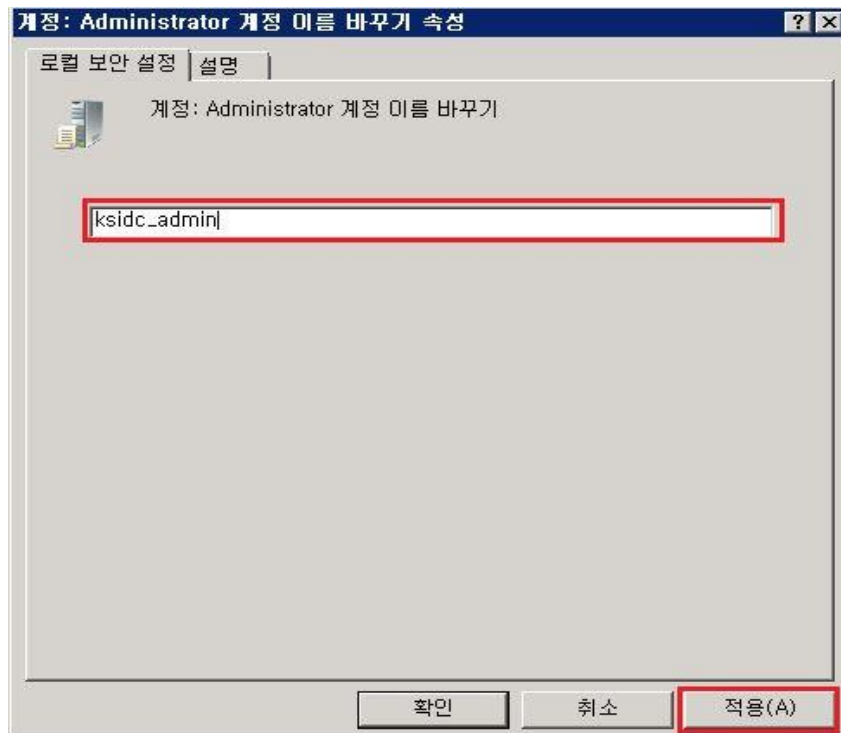 계정: Administrator 계정 이름 바꾸기 속성
로컬 보안 설정 설명
계정: Administrator 계정 이름 바꾸기
ksidc_admin
확인 취소 적용(A)